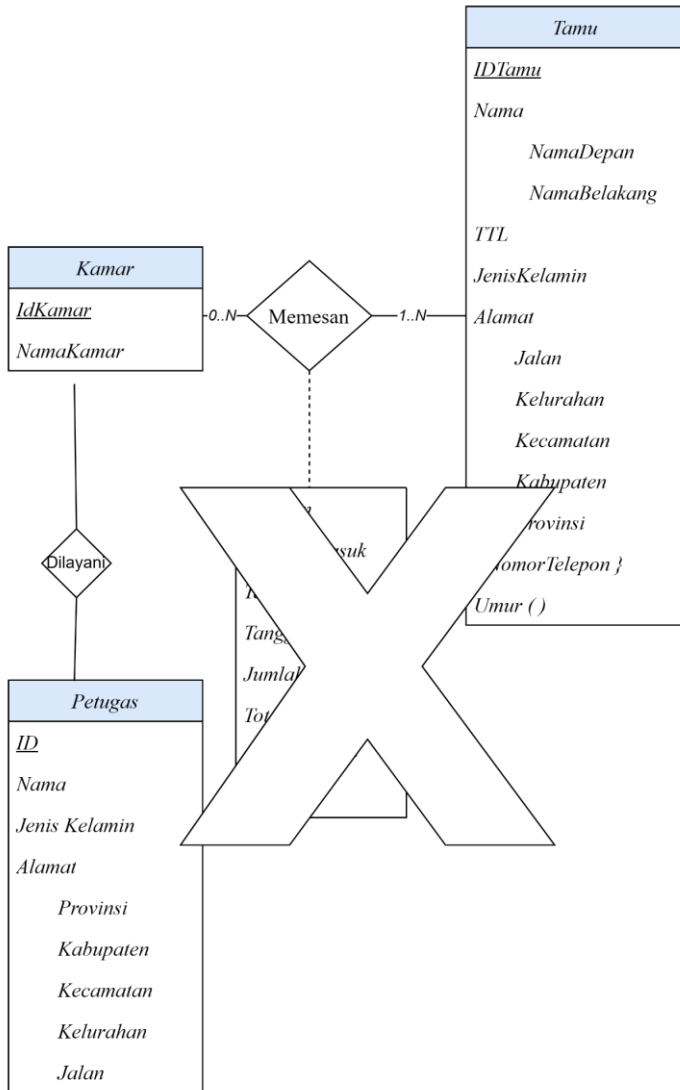 Tamu
IDTamu
Nama
NamaDepan
NamaBelakang
TTL
JenisKelamin
Alamat
Jalan
Kelurahan
Kecamatan
Kabupaten
NomorTelepon }
Umur ( )
Kamar
IdKamar
NamaKamar
0..N
Memesan
1..N
Dilayani
Petugas
ID
Nama
Jenis Kelamin
Alamat
Provinsi
Kabupaten
Kecamatan
Kelurahan
Jalan